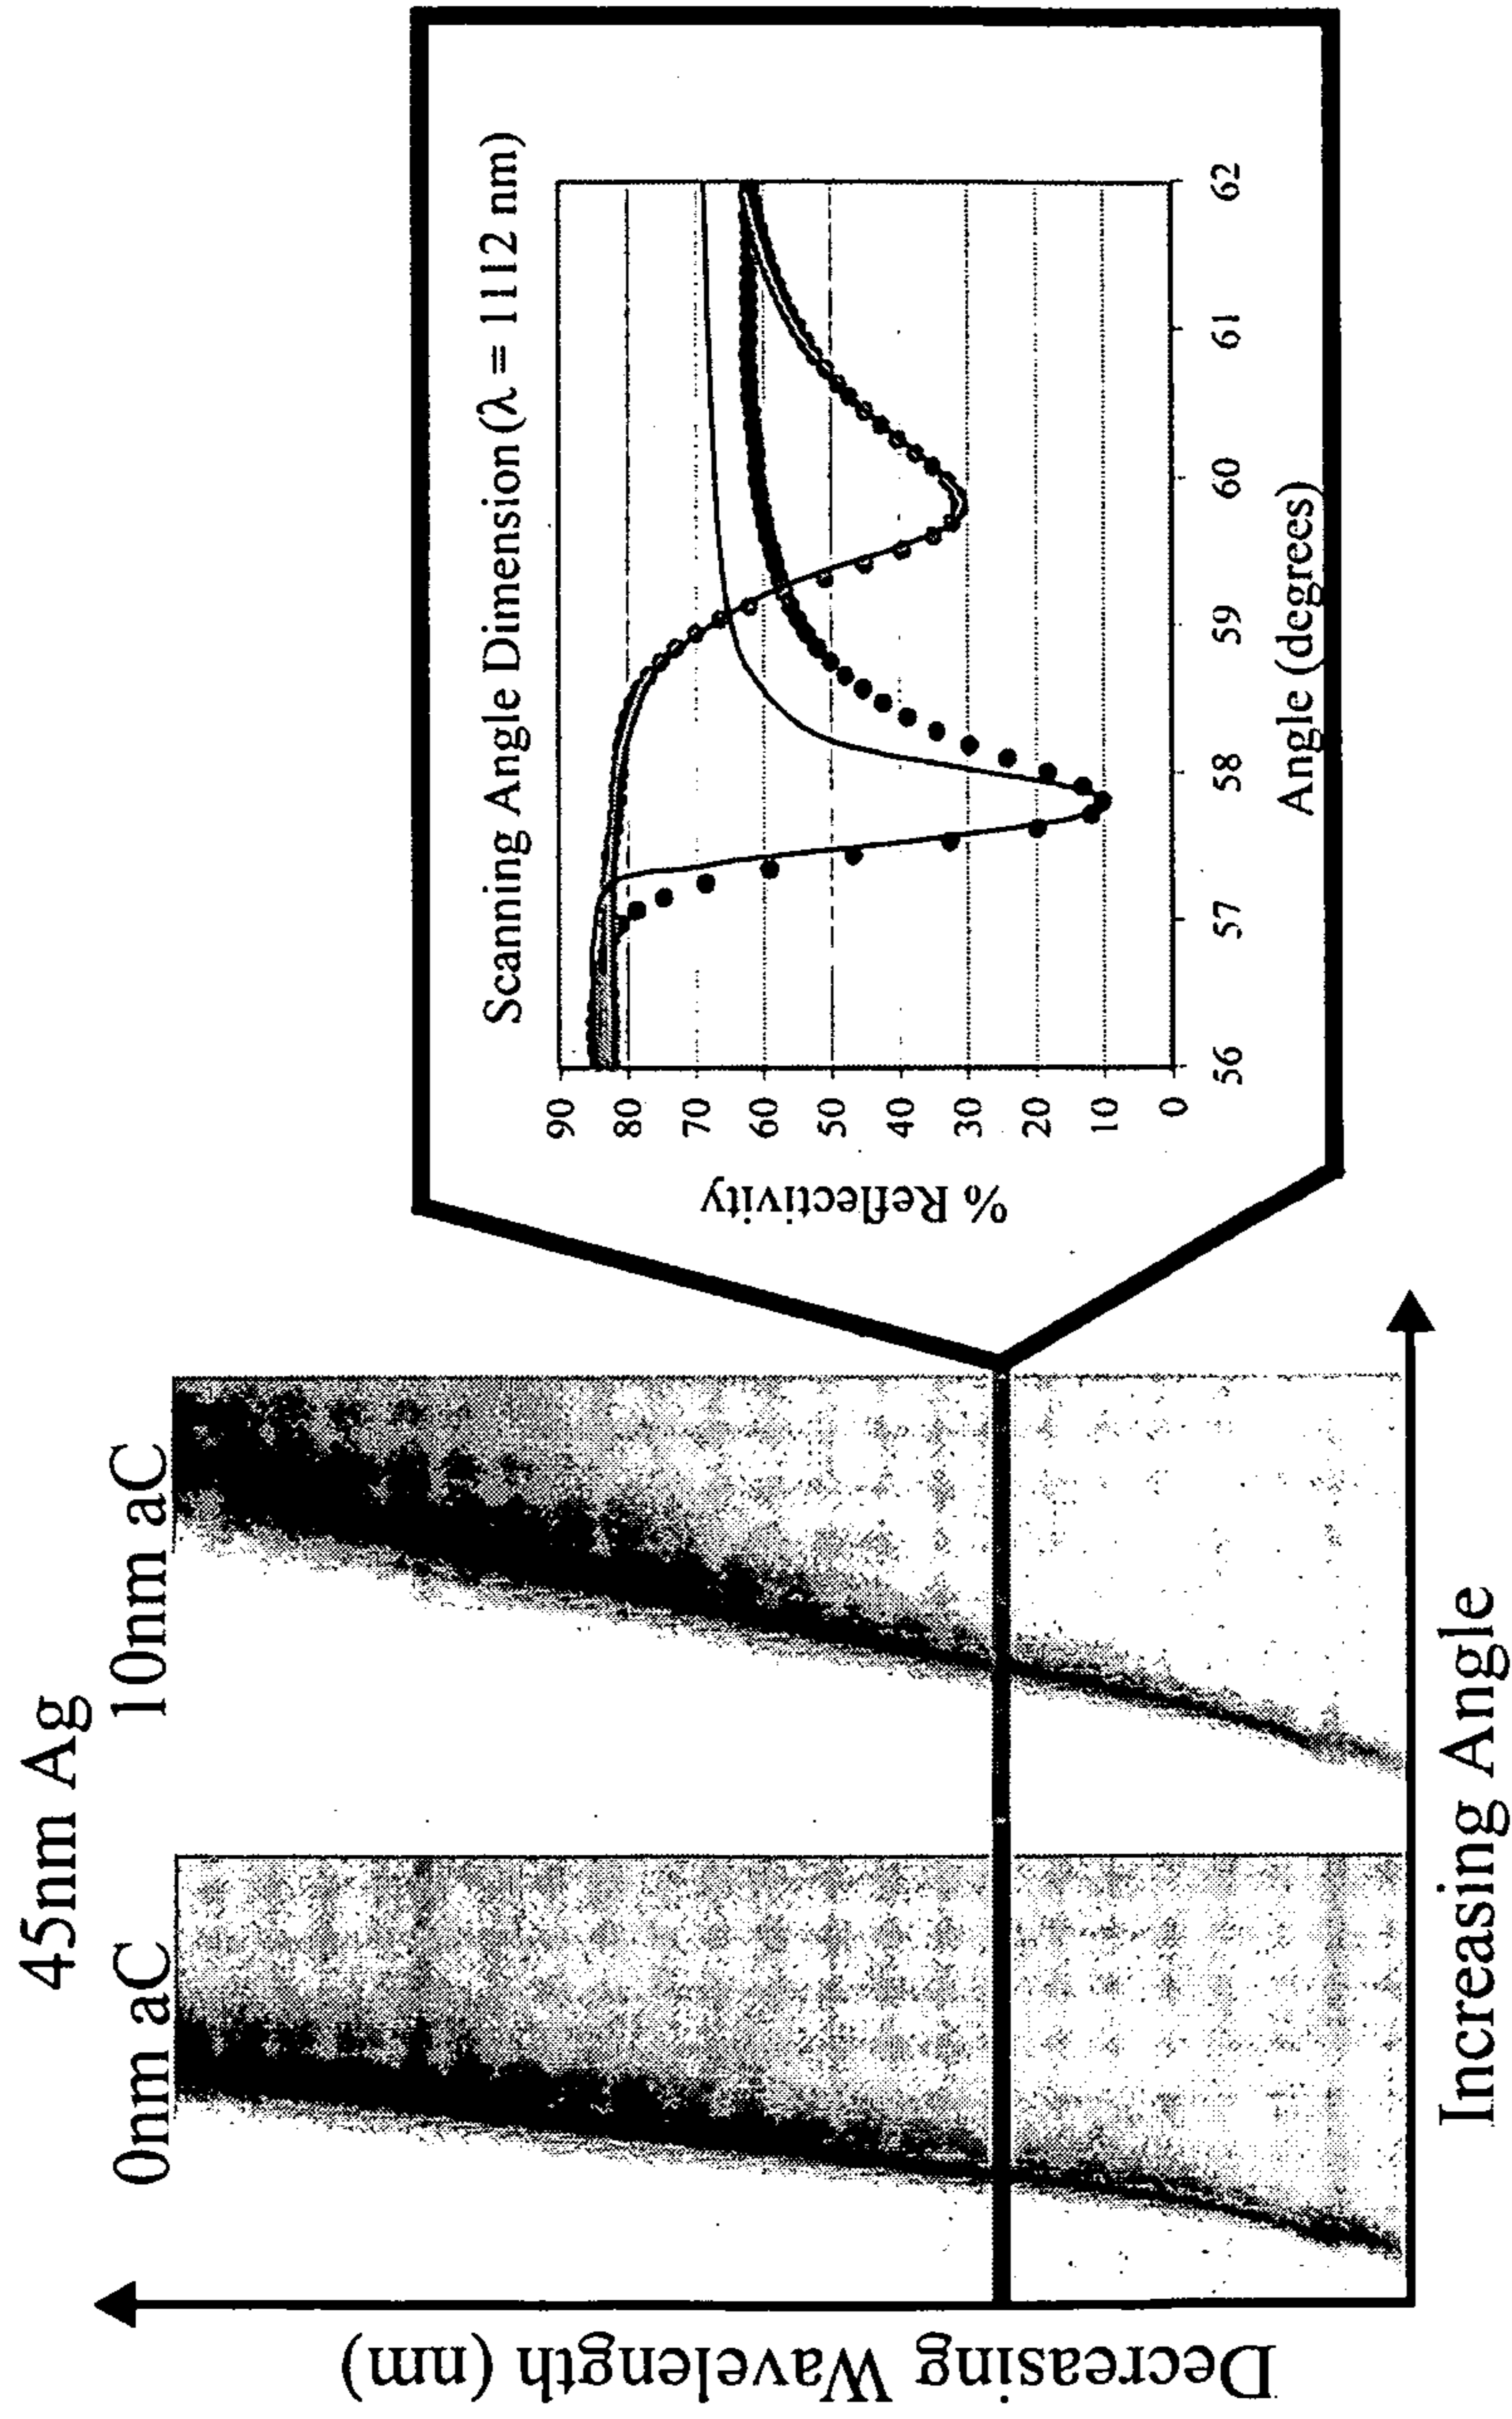 45nm Ag
0nm aC
10nm aC
Decreasing Wavelength (nm)
Increasing Angle
Scanning Angle Dimension (λ = 1112 nm)
% Reflectivity
90
80
70
60
50
40
30
20
10
0
56
57
58
59
60
61
62
Angle (degrees)